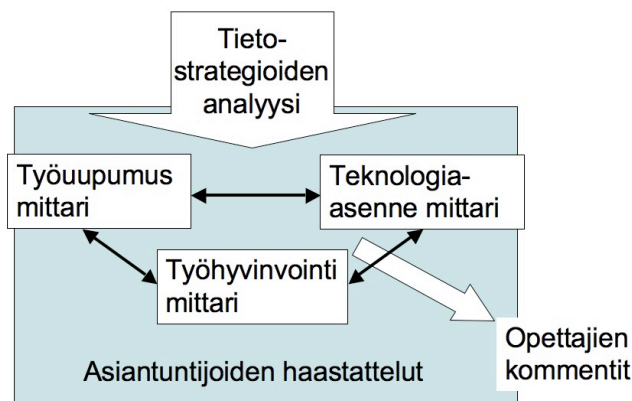 Tieto-
strategioiden
analyysi
Työuupumus
mittari
Teknologia-
asenne mittari
Työhyvinvointi
mittari
Opettajien
kommentit
Asiantuntijoiden haastattelut